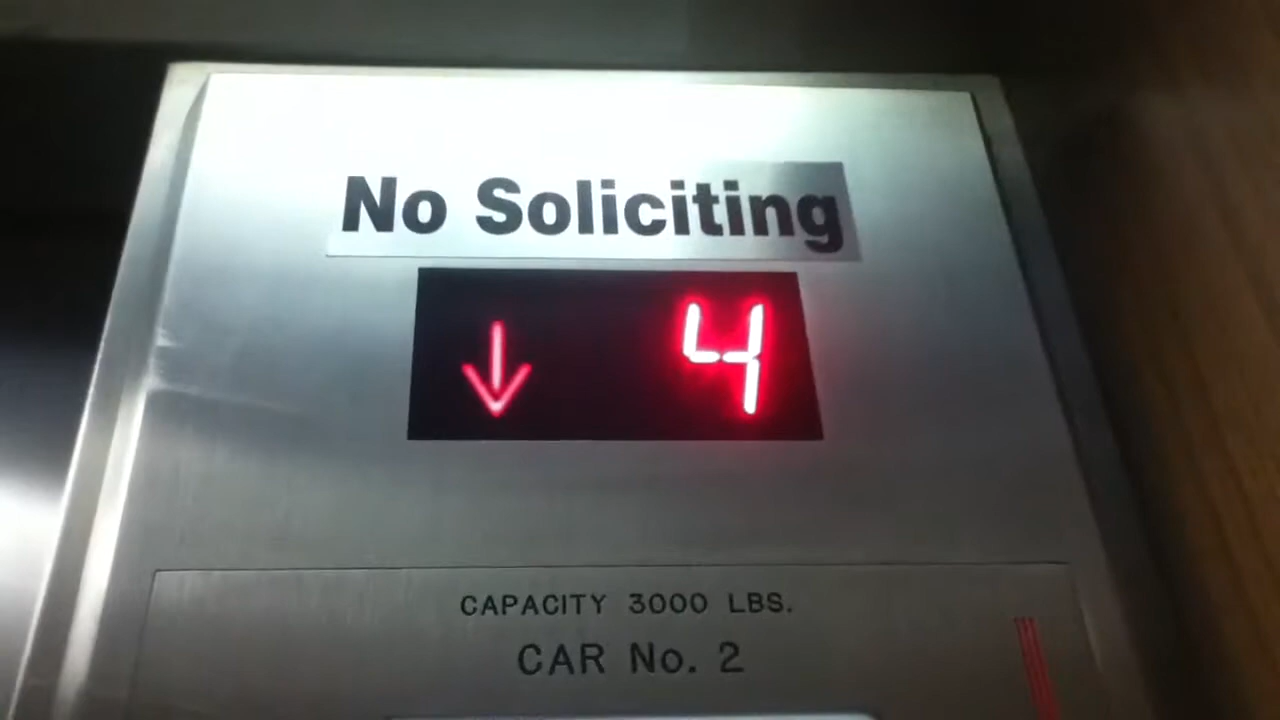 No Soliciting
↓ 4
CAPACITY 3000 LBS.
CAR No. 2